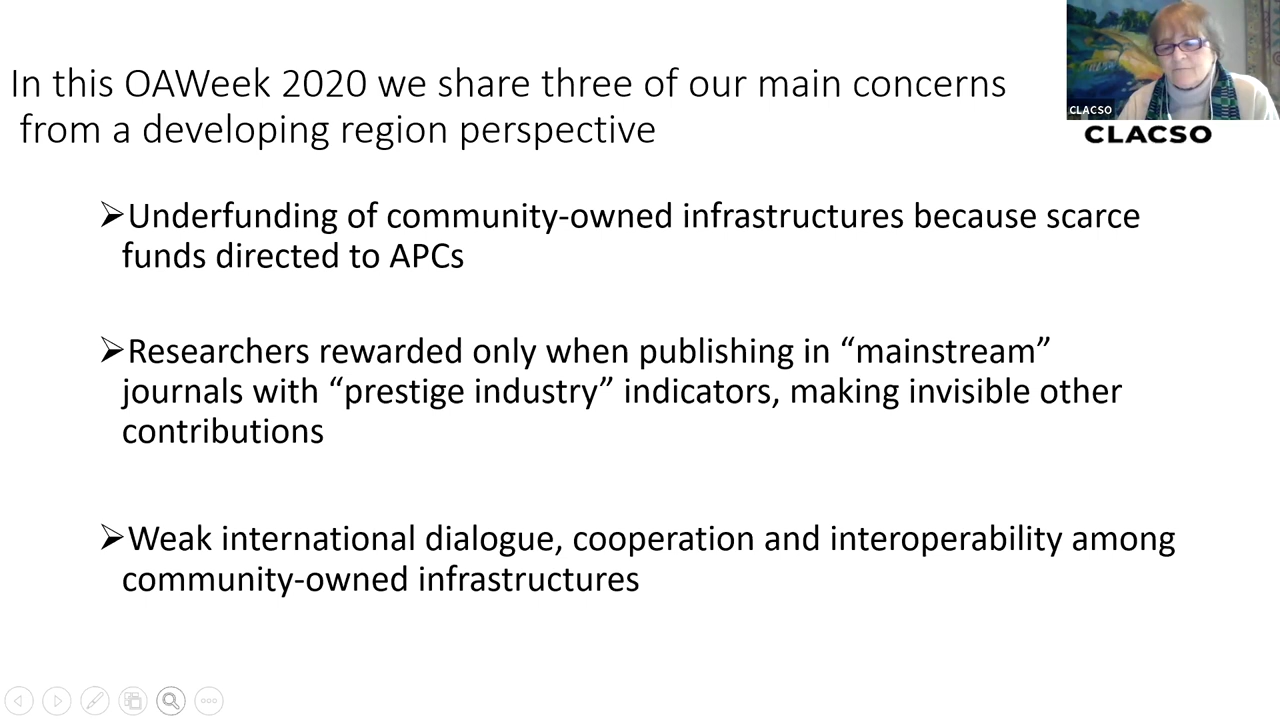 In this OAWeek 2020 we share three of our main concerns
from a developing region perspective
CLACSO
CLACSO
➢Underfunding of community-owned infrastructures because scarce
funds directed to APCs
➢Researchers rewarded only when publishing in “mainstream”
journals with “prestige industry” indicators, making invisible other
contributions
➢Weak international dialogue, cooperation and interoperability among
community-owned infrastructures